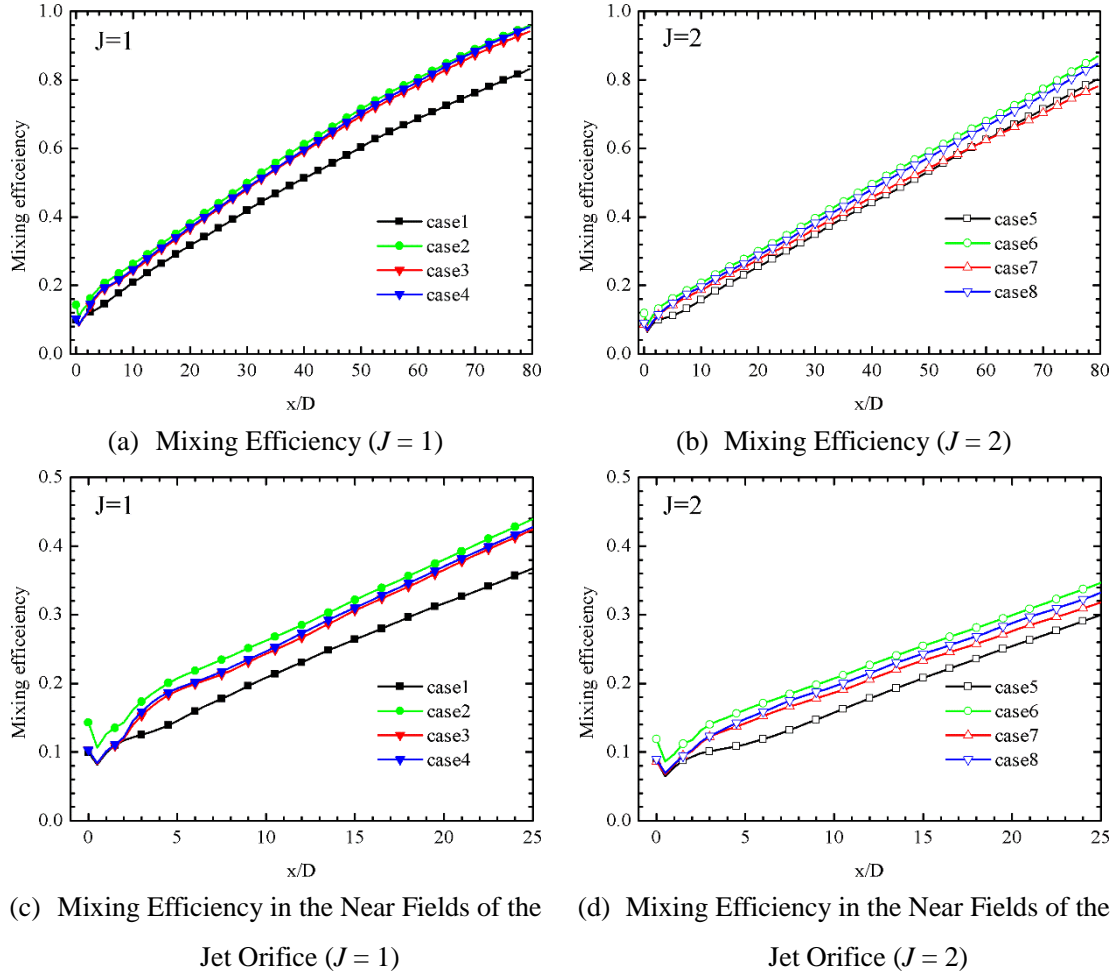 J=1
1.0
0.8
0.6
0.4
0.2
0.0
Mixing efficeiency
case1
case2
case3
case4
0 10 20 30 40 50 60 70 80
x/D
(a) Mixing Efficiency (J = 1)
J=2
1.0
0.8
0.6
0.4
0.2
0.0
Mixing efficeiency
case5
case6
case7
case8
0 10 20 30 40 50 60 70 80
x/D
(b) Mixing Efficiency (J = 2)
J=1
0.5
0.4
0.3
0.2
0.1
0.0
Mixing efficeiency
case1
case2
case3
case4
0 5 10 15 20 25
x/D
(c) Mixing Efficiency in the Near Fields of the
Jet Orifice (J = 1)
J=2
0.5
0.4
0.3
0.2
0.1
0.0
Mixing efficeiency
case5
case6
case7
case8
0 5 10 15 20 25
x/D
(d) Mixing Efficiency in the Near Fields of the
Jet Orifice (J = 2)